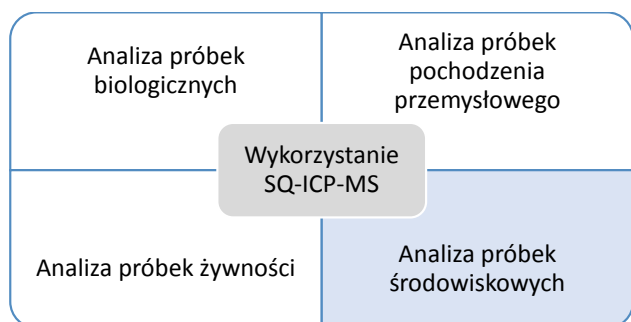 Analiza próbek
biologicznych
Analiza próbek
pochodzenia
przemysłowego
Wykorzystanie
SQ-ICP-MS
Analiza próbek żywności
Analiza próbek
środowiskowych